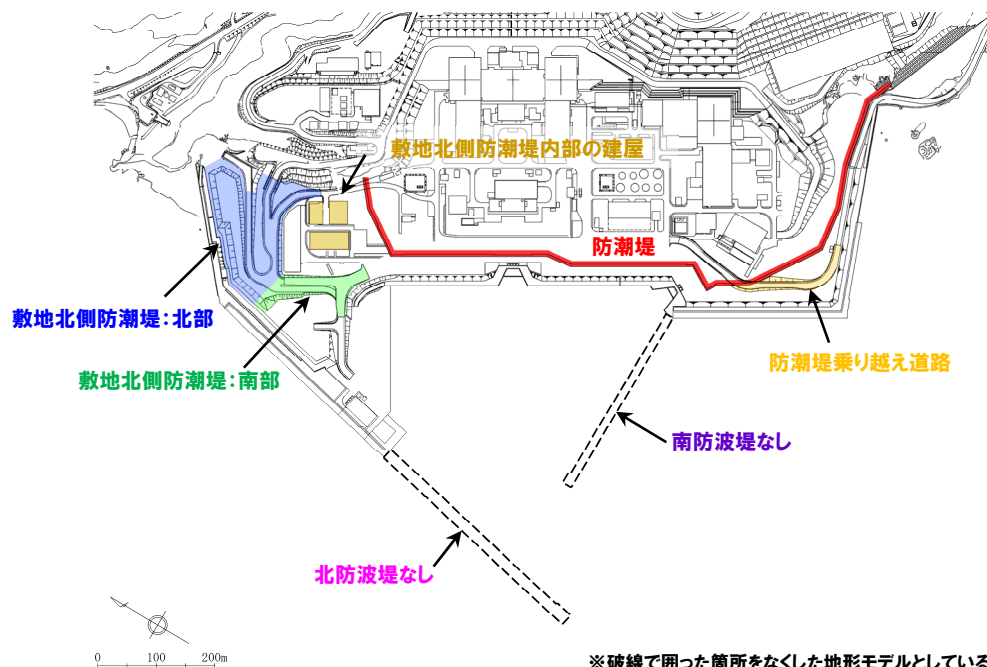 敷地北側防潮堤内部の建屋
防潮堤
敷地北側防潮堤：北部
敷地北側防潮堤：南部
防潮堤乗り越え道路
南防波堤なし
北防波堤なし
0 100 200m
※破線で囲った箇所をなくした地形モデルとしている